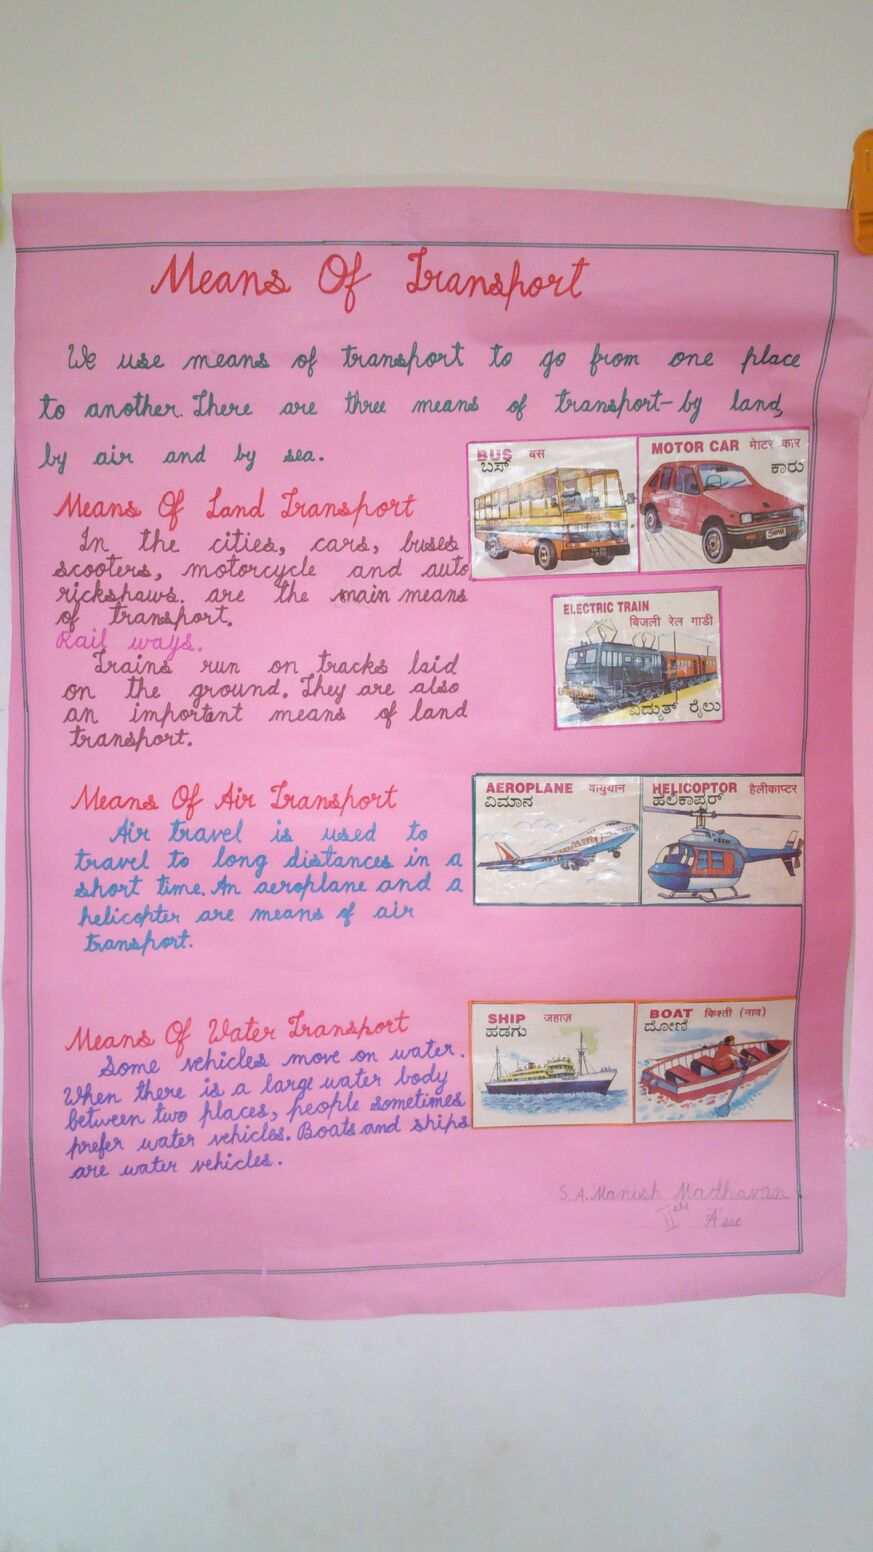 Means Of Transport
We use means of transport to go from one place
to another. There are three means of transport-by land,
by air and by sea.
BUS बस
ಬಸ್
MOTOR CAR मोटर कार
ಕಾರು
Means Of Land Transport
In the cities, cars, buses
scooters, motorcycle and auto
rickshaws. are the main means
of transport.
Rail ways.
Trains run on tracks laid
on the ground. They are also
an important means of land
transport.
ELECTRIC TRAIN
बिजली रेल गाडी
ವಿದ್ಯುತ್ ರೈಲು
Means Of Air Transport
Air travel is used to
travel to long distances in a
short time. An aeroplane and a
helicopter are means of air
transport.
AEROPLANE वायुयान
ವಿಮಾನ
HELICOPTOR हैलीकाप्टर
ಹೆಲಿಕಾಪ್ಟರ್
Means Of Water Transport
Some vehicles move on water.
When there is a large water body
between two places, people sometimes
prefer water vehicles. Boats and ships
are water vehicles.
SHIP जहाज़
ಹಡಗು
BOAT किश्ती (नाव)
ದೋಣಿ
S. A. Manish Madhavan
II std 'A' sec